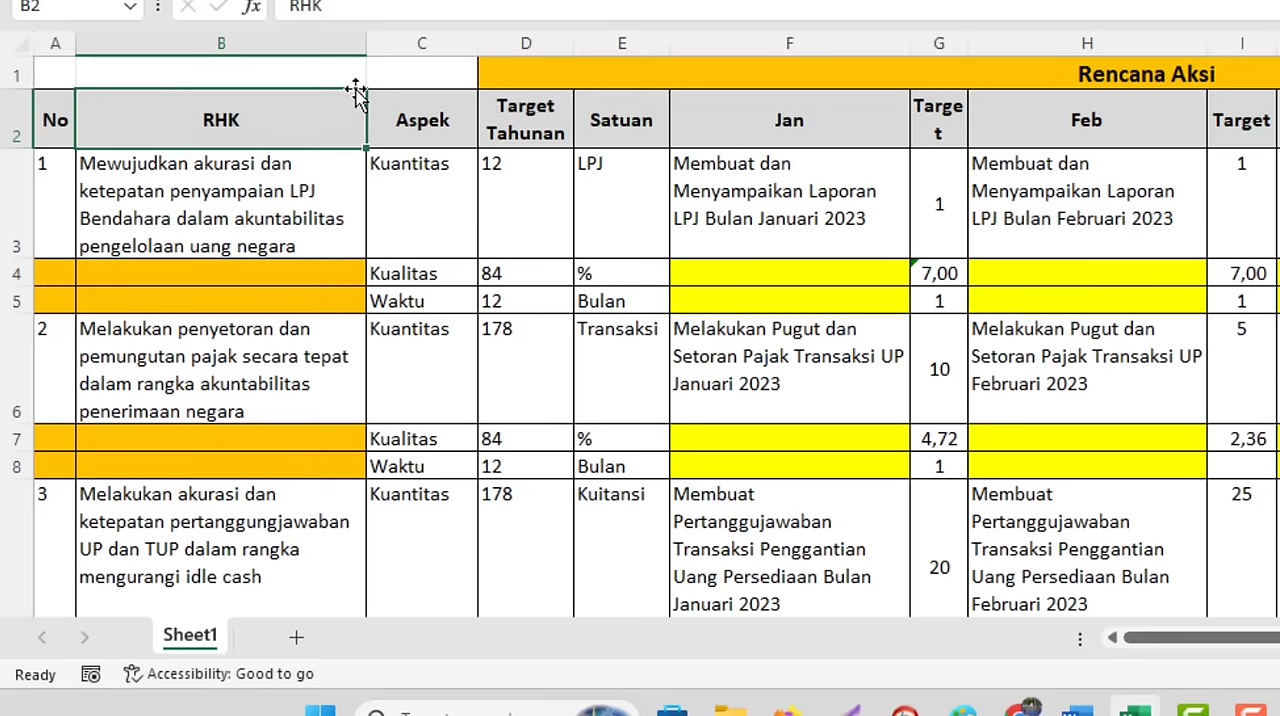 B2 fx RHK
A B C D E F G H I
1 Rencana Aksi
2 No RHK Aspek Target Tahunan Satuan Jan Target Feb Target
3 1 Mewujudkan akurasi dan ketepatan penyampaian LPJ Bendahara dalam akuntabilitas pengelolaan uang negara Kuantitas 12 LPJ Membuat dan Menyampaikan Laporan LPJ Bulan Januari 2023 1 Membuat dan Menyampaikan Laporan LPJ Bulan Februari 2023 1
4 Kualitas 84 % 7,00 7,00
5 Waktu 12 Bulan 1 1
6 2 Melakukan penyetoran dan pemungutan pajak secara tepat dalam rangka akuntabilitas penerimaan negara Kuantitas 178 Transaksi Melakukan Pugut dan Setoran Pajak Transaksi UP Januari 2023 10 Melakukan Pugut dan Setoran Pajak Transaksi UP Februari 2023 5
7 Kualitas 84 % 4,72 2,36
8 Waktu 12 Bulan 1
3 Melakukan akurasi dan ketepatan pertanggungjawaban UP dan TUP dalam rangka mengurangi idle cash Kuantitas 178 Kuitansi Membuat Pertanggujawaban Transaksi Penggantian Uang Persediaan Bulan Januari 2023 20 Membuat Pertanggujawaban Transaksi Penggantian Uang Persediaan Bulan Februari 2023 25
Sheet1
Ready Accessibility: Good to go